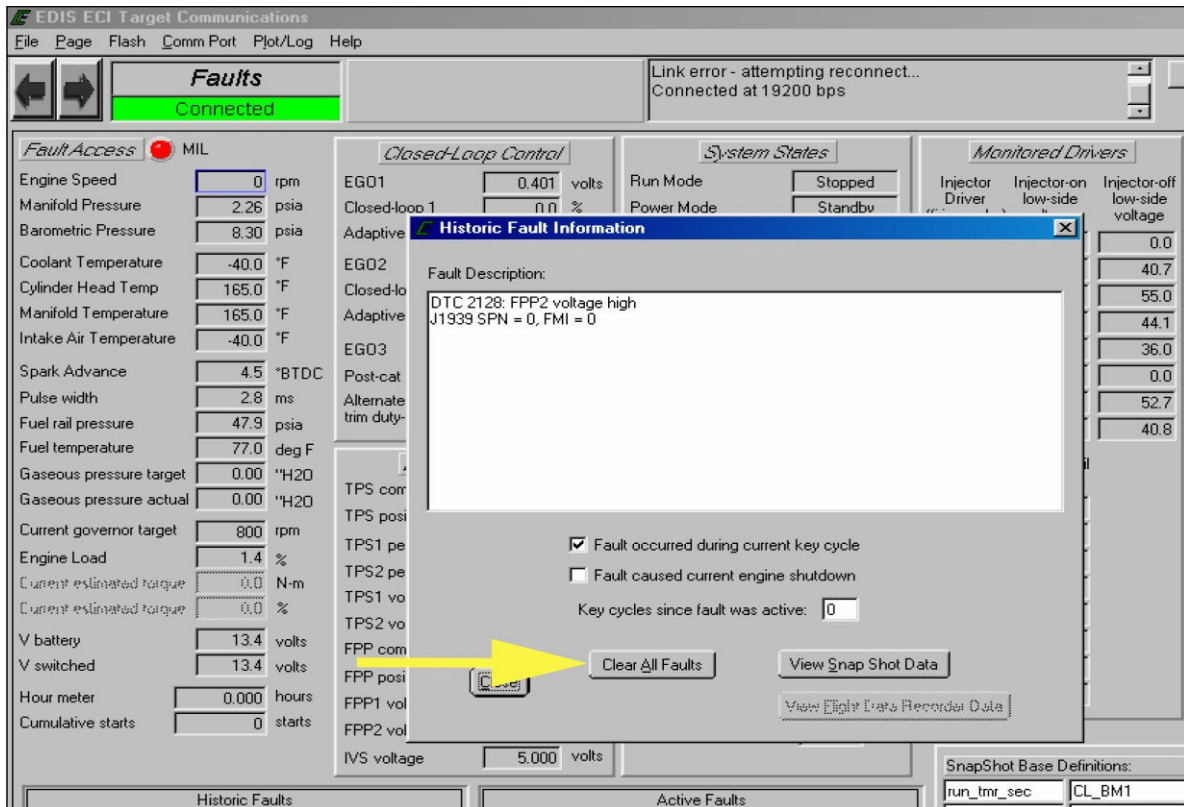 EDIS ECI Target Communications
File Page Flash Comm Port Plot/Log Help
Faults
Connected
Link error - attempting reconnect...
Connected at 19200 bps
Fault Access MIL
Engine Speed 0 rpm
Manifold Pressure 2.26 psia
Barometric Pressure 8.30 psia
Coolant Temperature -40.0 °F
Cylinder Head Temp 165.0 °F
Manifold Temperature 165.0 °F
Intake Air Temperature -40.0 °F
Spark Advance 4.5 °BTDC
Pulse width 2.8 ms
Fuel rail pressure 47.9 psia
Fuel temperature 77.0 deg F
Gaseous pressure target 0.00 "H2O
Gaseous pressure actual 0.00 "H2O
Current governor target 800 rpm
Engine Load 1.4 %
Current estimated torque 0.0 N-m
Current estimated torque 0.0 %
V battery 13.4 volts
V switched 13.4 volts
Hour meter 0.000 hours
Cumulative starts 0 starts
Closed-Loop Control
EGO1 0.401 volts
Closed-loop 1 0.0 %
Adaptive
EGO2
Closed-lo
Adaptive
EGO3
Post-cat
Alternate
trim duty-
TPS com
TPS posi
TPS1 pe
TPS2 pe
TPS1 vo
TPS2 vo
FPP com
FPP posi
FPP1 vol
FPP2 vol
IVS voltage 5.000 volts
System States
Run Mode Stopped
Power Mode Standby
Monitored Drivers
Injector Injector-on Injector-off
Driver low-side low-side
voltage
0.0
40.7
55.0
44.1
36.0
0.0
52.7
40.8
Historic Fault Information
Fault Description:
DTC 2128: FPP2 voltage high
J1939 SPN = 0, FMI = 0
Fault occurred during current key cycle
Fault caused current engine shutdown
Key cycles since fault was active: 0
Clear All Faults View Snap Shot Data
Close
View Flight Data Recorder Data
Historic Faults Active Faults
SnapShot Base Definitions:
run_tmr_sec CL_BM1